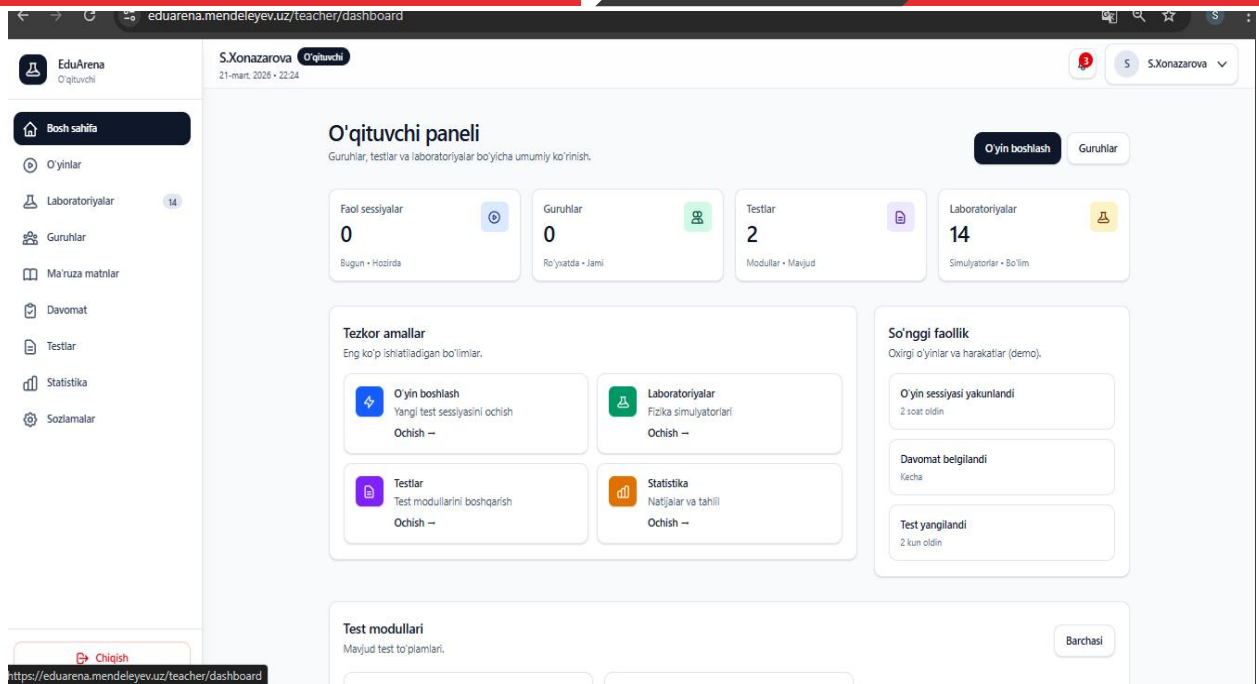 eduarena.mendeleyev.uz/teacher/dashboard
S
EduArena
O'qituvchi
S.Xonazarova O'qituvchi
21-mart, 2026 • 22:24
3
S S.Xonazarova
Bosh sahifa
O'yinlar
Laboratoriyalar 14
Guruhlar
Ma'ruza matnlar
Davomat
Testlar
Statistika
Sozlamalar
Chiqish
https://eduarena.mendeleyev.uz/teacher/dashboard
O'qituvchi paneli
Guruhlar, testlar va laboratoriyalar bo'yicha umumiy ko'rinish.
O'yin boshlash Guruhlar
Faol sessiyalar
0
Bugun • Hozirda
Guruhlar
0
Ro'yxatda • Jami
Testlar
2
Modullar • Mavjud
Laboratoriyalar
14
Simulyatorlar • Bo'lim
Tezkor amallar
Eng ko'p ishlatiladigan bo'limlar.
O'yin boshlash
Yangi test sessiyasini ochish
Ochish →
Laboratoriyalar
Fizika simulyatorlari
Ochish →
Testlar
Test modullarini boshqarish
Ochish →
Statistika
Natijalar va tahlil
Ochish →
So'nggi faollik
Oxirgi o'yinlar va harakatlar (demo).
O'yin sessiyasi yakunlandi
2 soat oldin
Davomat belgilandi
Kecha
Test yangilandi
2 kun oldin
Test modullari
Mavjud test to'plamlari.
Barchasi